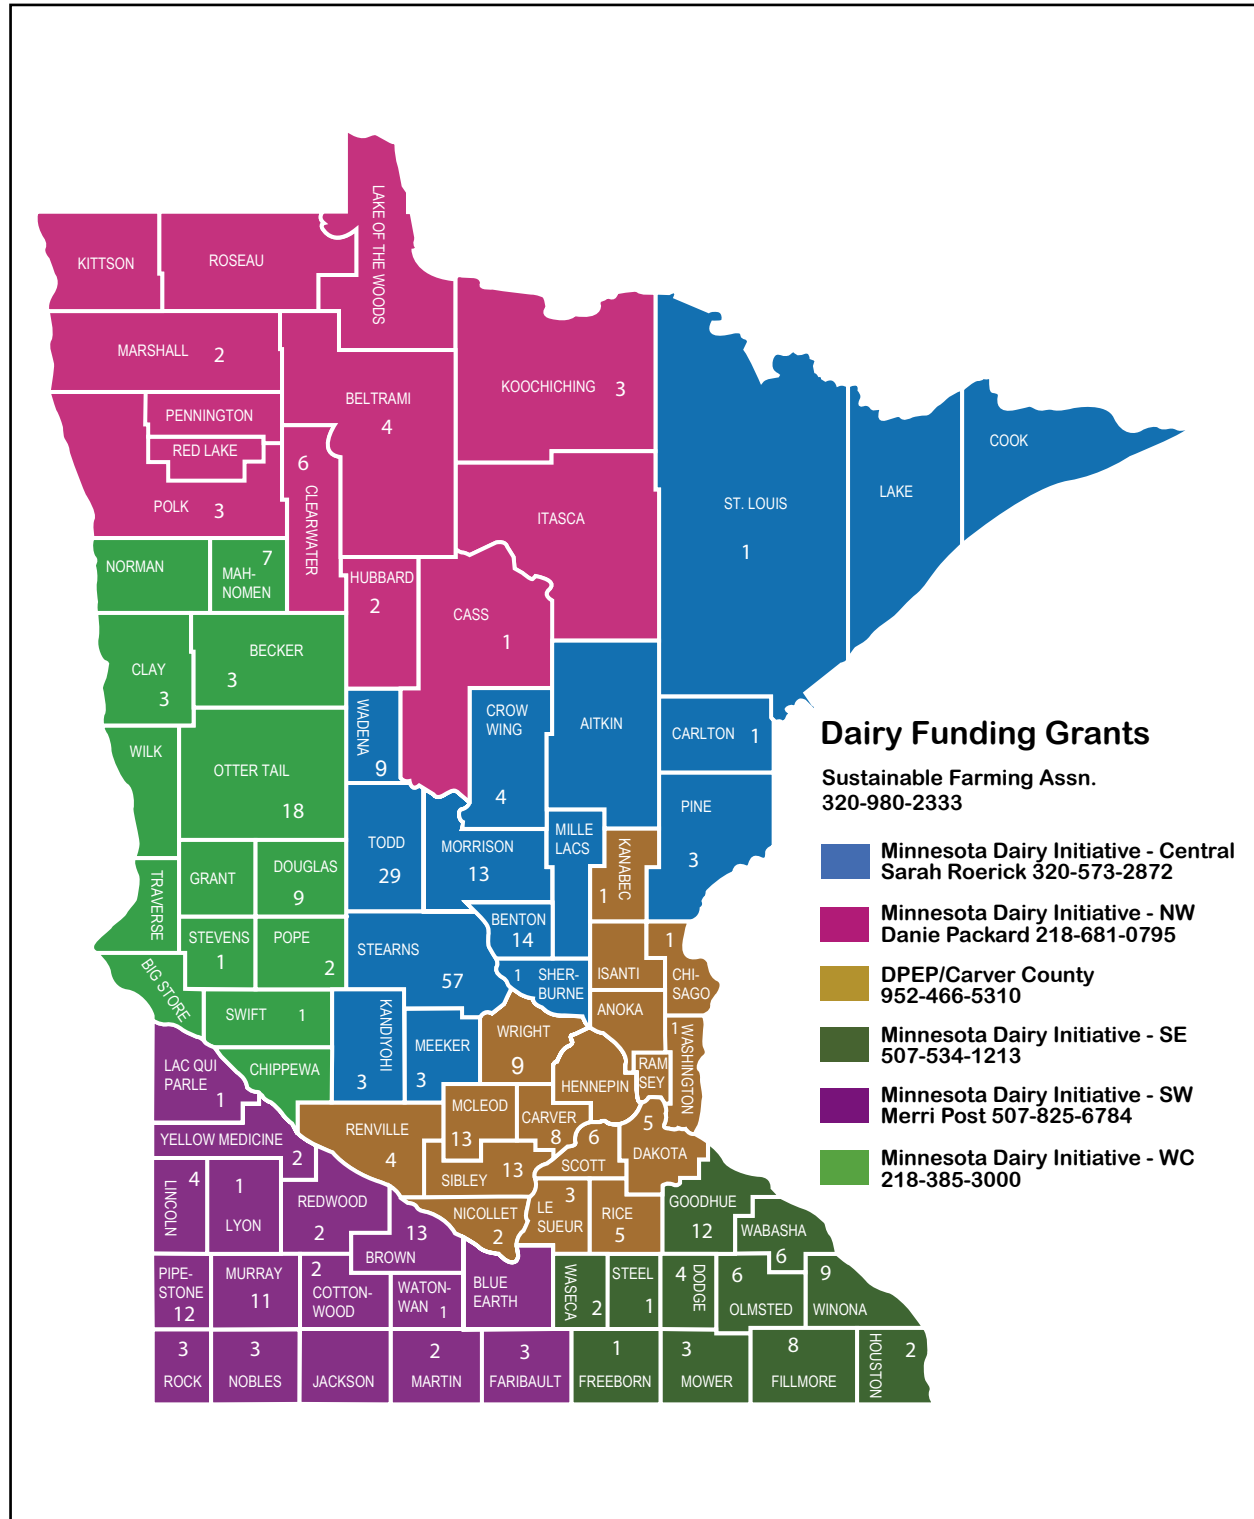 LAKE OF THE WOODS
KITTSON
ROSEAU
MARSHALL 2
KOOCHICHING 3
BELTRAMI
4
PENNINGTON
RED LAKE
POLK 3
6
CLEARWATER
COOK
LAKE
ST. LOUIS
1
ITASCA
NORMAN
7
MAH-
NOMEN
HUBBARD
2
CASS
1
CLAY
3
BECKER
3
WADENA
9
CROW
WING
4
AITKIN
CARLTON 1
WILK
OTTER TAIL
18
PINE
3
TODD
29
MORRISON
13
MILLE
LACS
KANABEC
1
TRAVERSE
GRANT
DOUGLAS
9
STEVENS
1
POPE
2
STEARNS
57
BENTON
14
1
SHER-
BURNE
ISANTI
1
CHI-
SAGO
BIG STORE
SWIFT 1
KANDIYOHI
3
MEEKER
3
WRIGHT
9
ANOKA
1
WASHINGTON
LAC QUI
PARLE
1
CHIPPEWA
HENNEPIN
RAM
SEY
MCLEOD
13
CARVER
8
RENVILLE
4
6
SCOTT
5
DAKOTA
YELLOW MEDICINE
2
SIBLEY 13
LINCOLN
4
1
LYON
REDWOOD
2
13
BROWN
NICOLLET
2
3
LE
SUEUR
RICE
5
GOODHUE
12
WABASHA
6
PIPE-
STONE
12
MURRAY
11
2
COTTON-
WOOD
WATON-
WAN 1
BLUE
EARTH
WASECA
2
STEEL
1
4
DODGE
6
OLMSTED
9
WINONA
3
ROCK
3
NOBLES
JACKSON
2
MARTIN
3
FARIBAULT
1
FREEBORN
3
MOWER
8
FILLMORE
HOUSTON
2
Dairy Funding Grants
Sustainable Farming Assn.
320-980-2333
Minnesota Dairy Initiative - Central
Sarah Roerick 320-573-2872
Minnesota Dairy Initiative - NW
Danie Packard 218-681-0795
DPEP/Carver County
952-466-5310
Minnesota Dairy Initiative - SE
507-534-1213
Minnesota Dairy Initiative - SW
Merri Post 507-825-6784
Minnesota Dairy Initiative - WC
218-385-3000